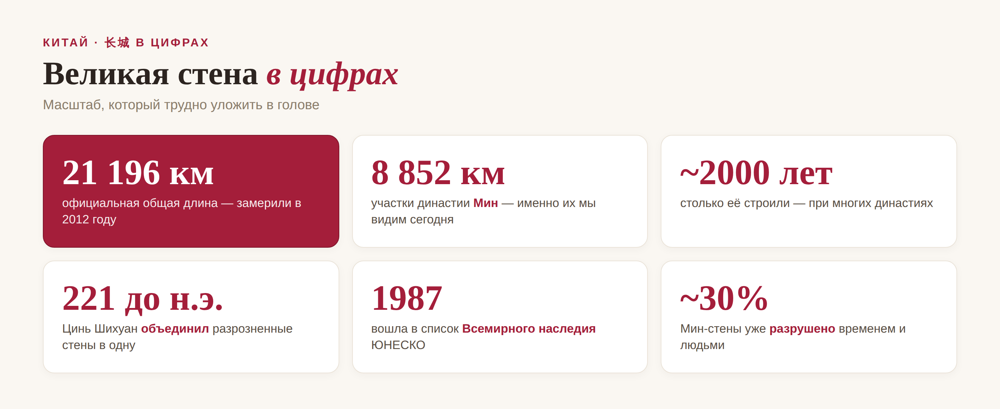 КИТАЙ · 长城 В ЦИФРАХ
Великая стена в цифрах
Масштаб, который трудно уложить в голове
21 196 км
официальная общая длина — замерили в
2012 году
8 852 км
участки династии Мин — именно их мы
видим сегодня
~2000 лет
столько её строили — при многих династиях
221 до н.э.
Цинь Шихуан объединил разрозненные
стены в одну
1987
вошла в список Всемирного наследия
ЮНЕСКО
~30%
Мин-стены уже разрушено временем и
людьми